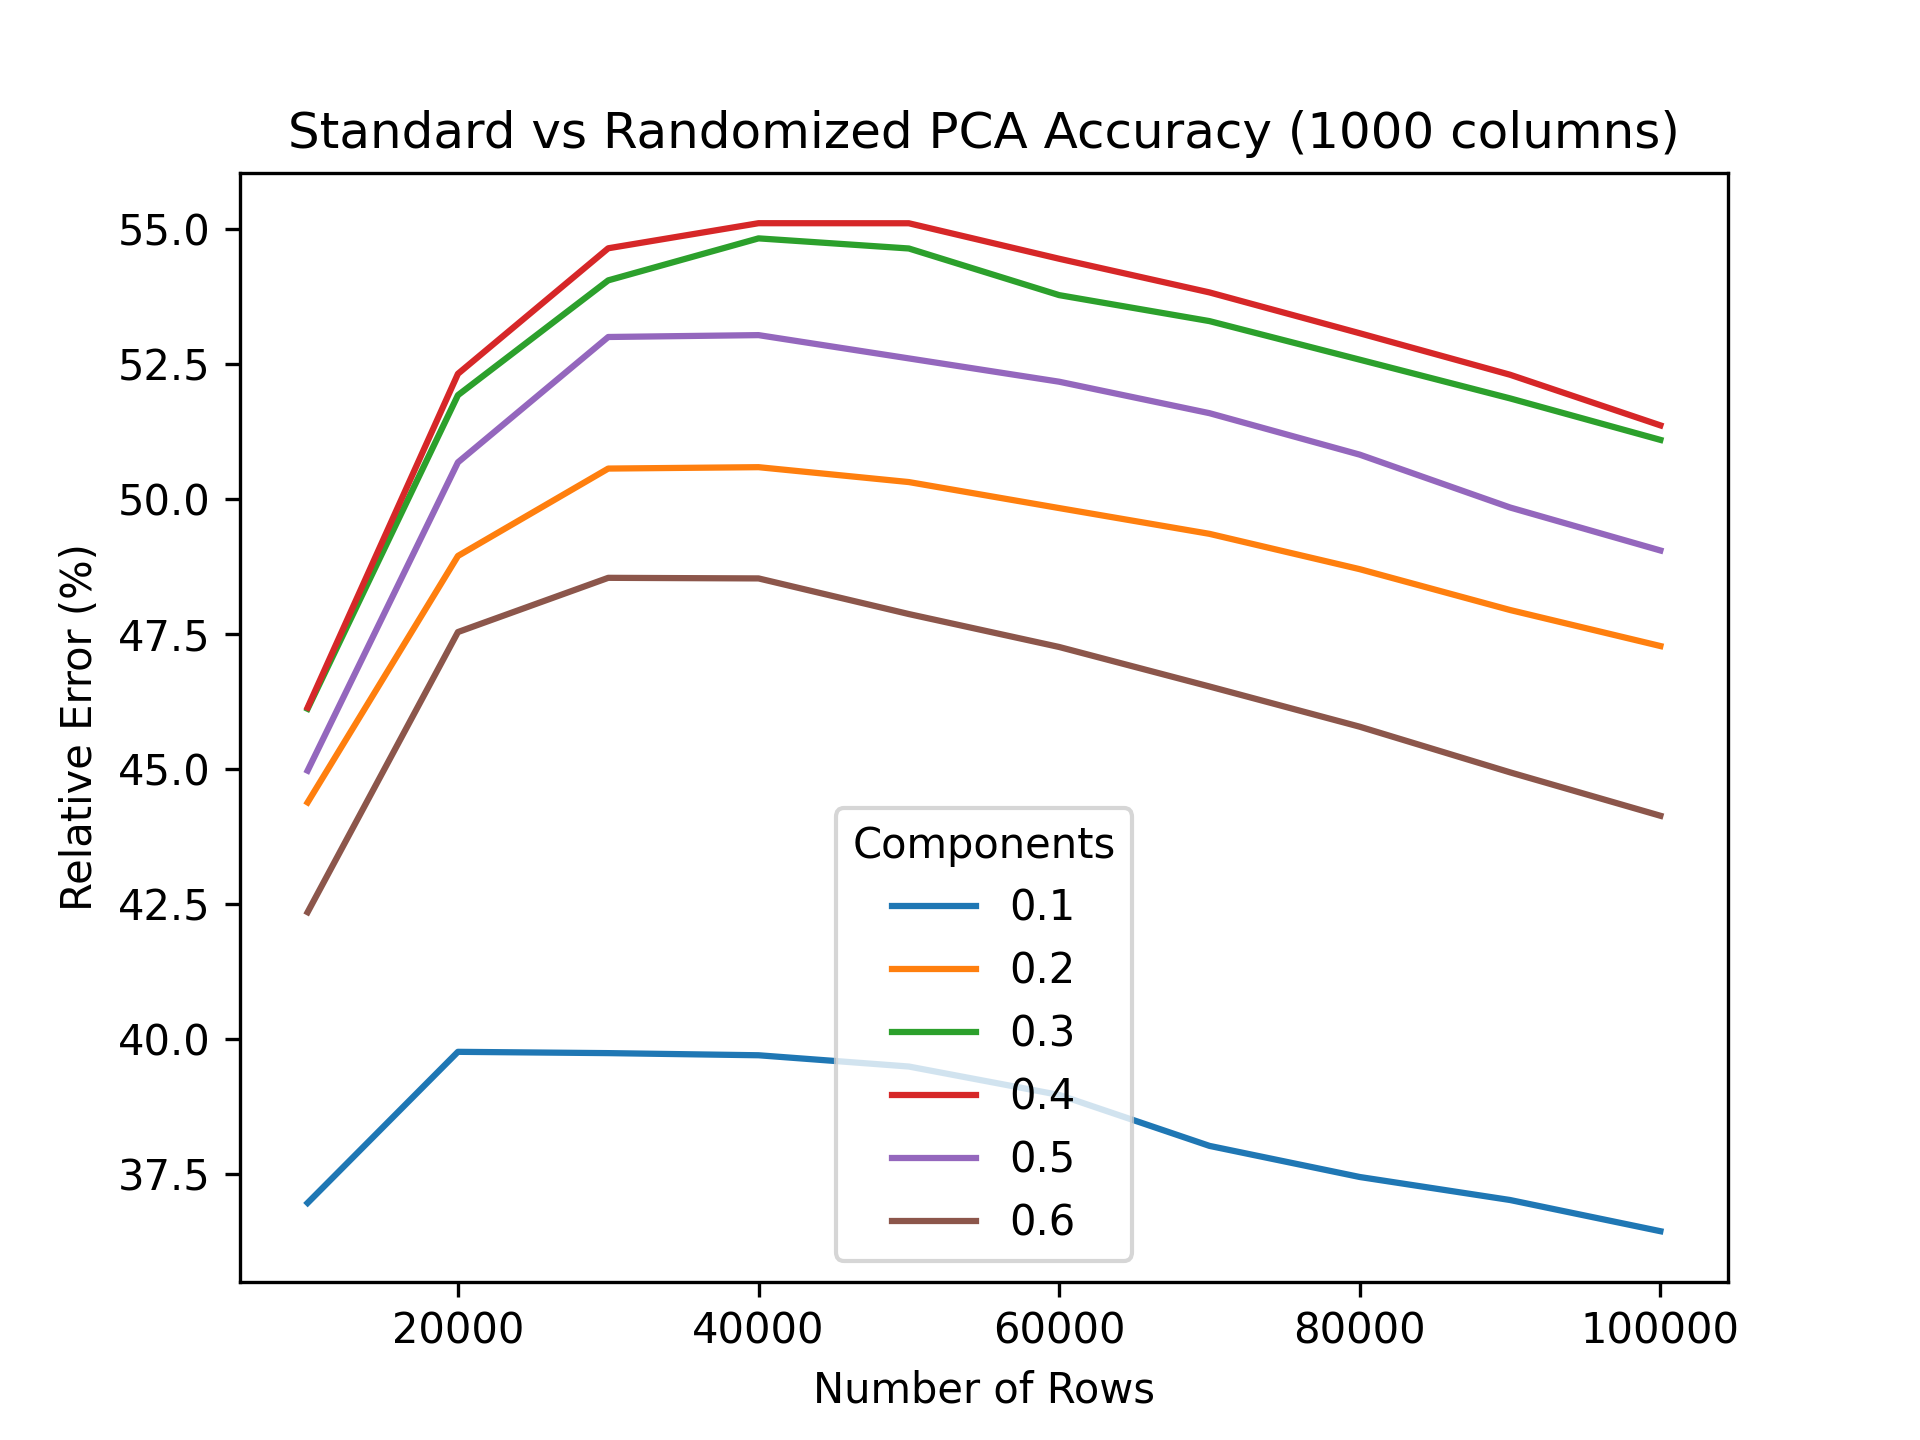 Standard vs Randomized PCA Accuracy (1000 columns)
55.0
52.5
50.0
47.5
45.0
42.5
40.0
37.5
Relative Error (%)
Components
0.1
0.2
0.3
0.4
0.5
0.6
20000 40000 60000 80000 100000
Number of Rows